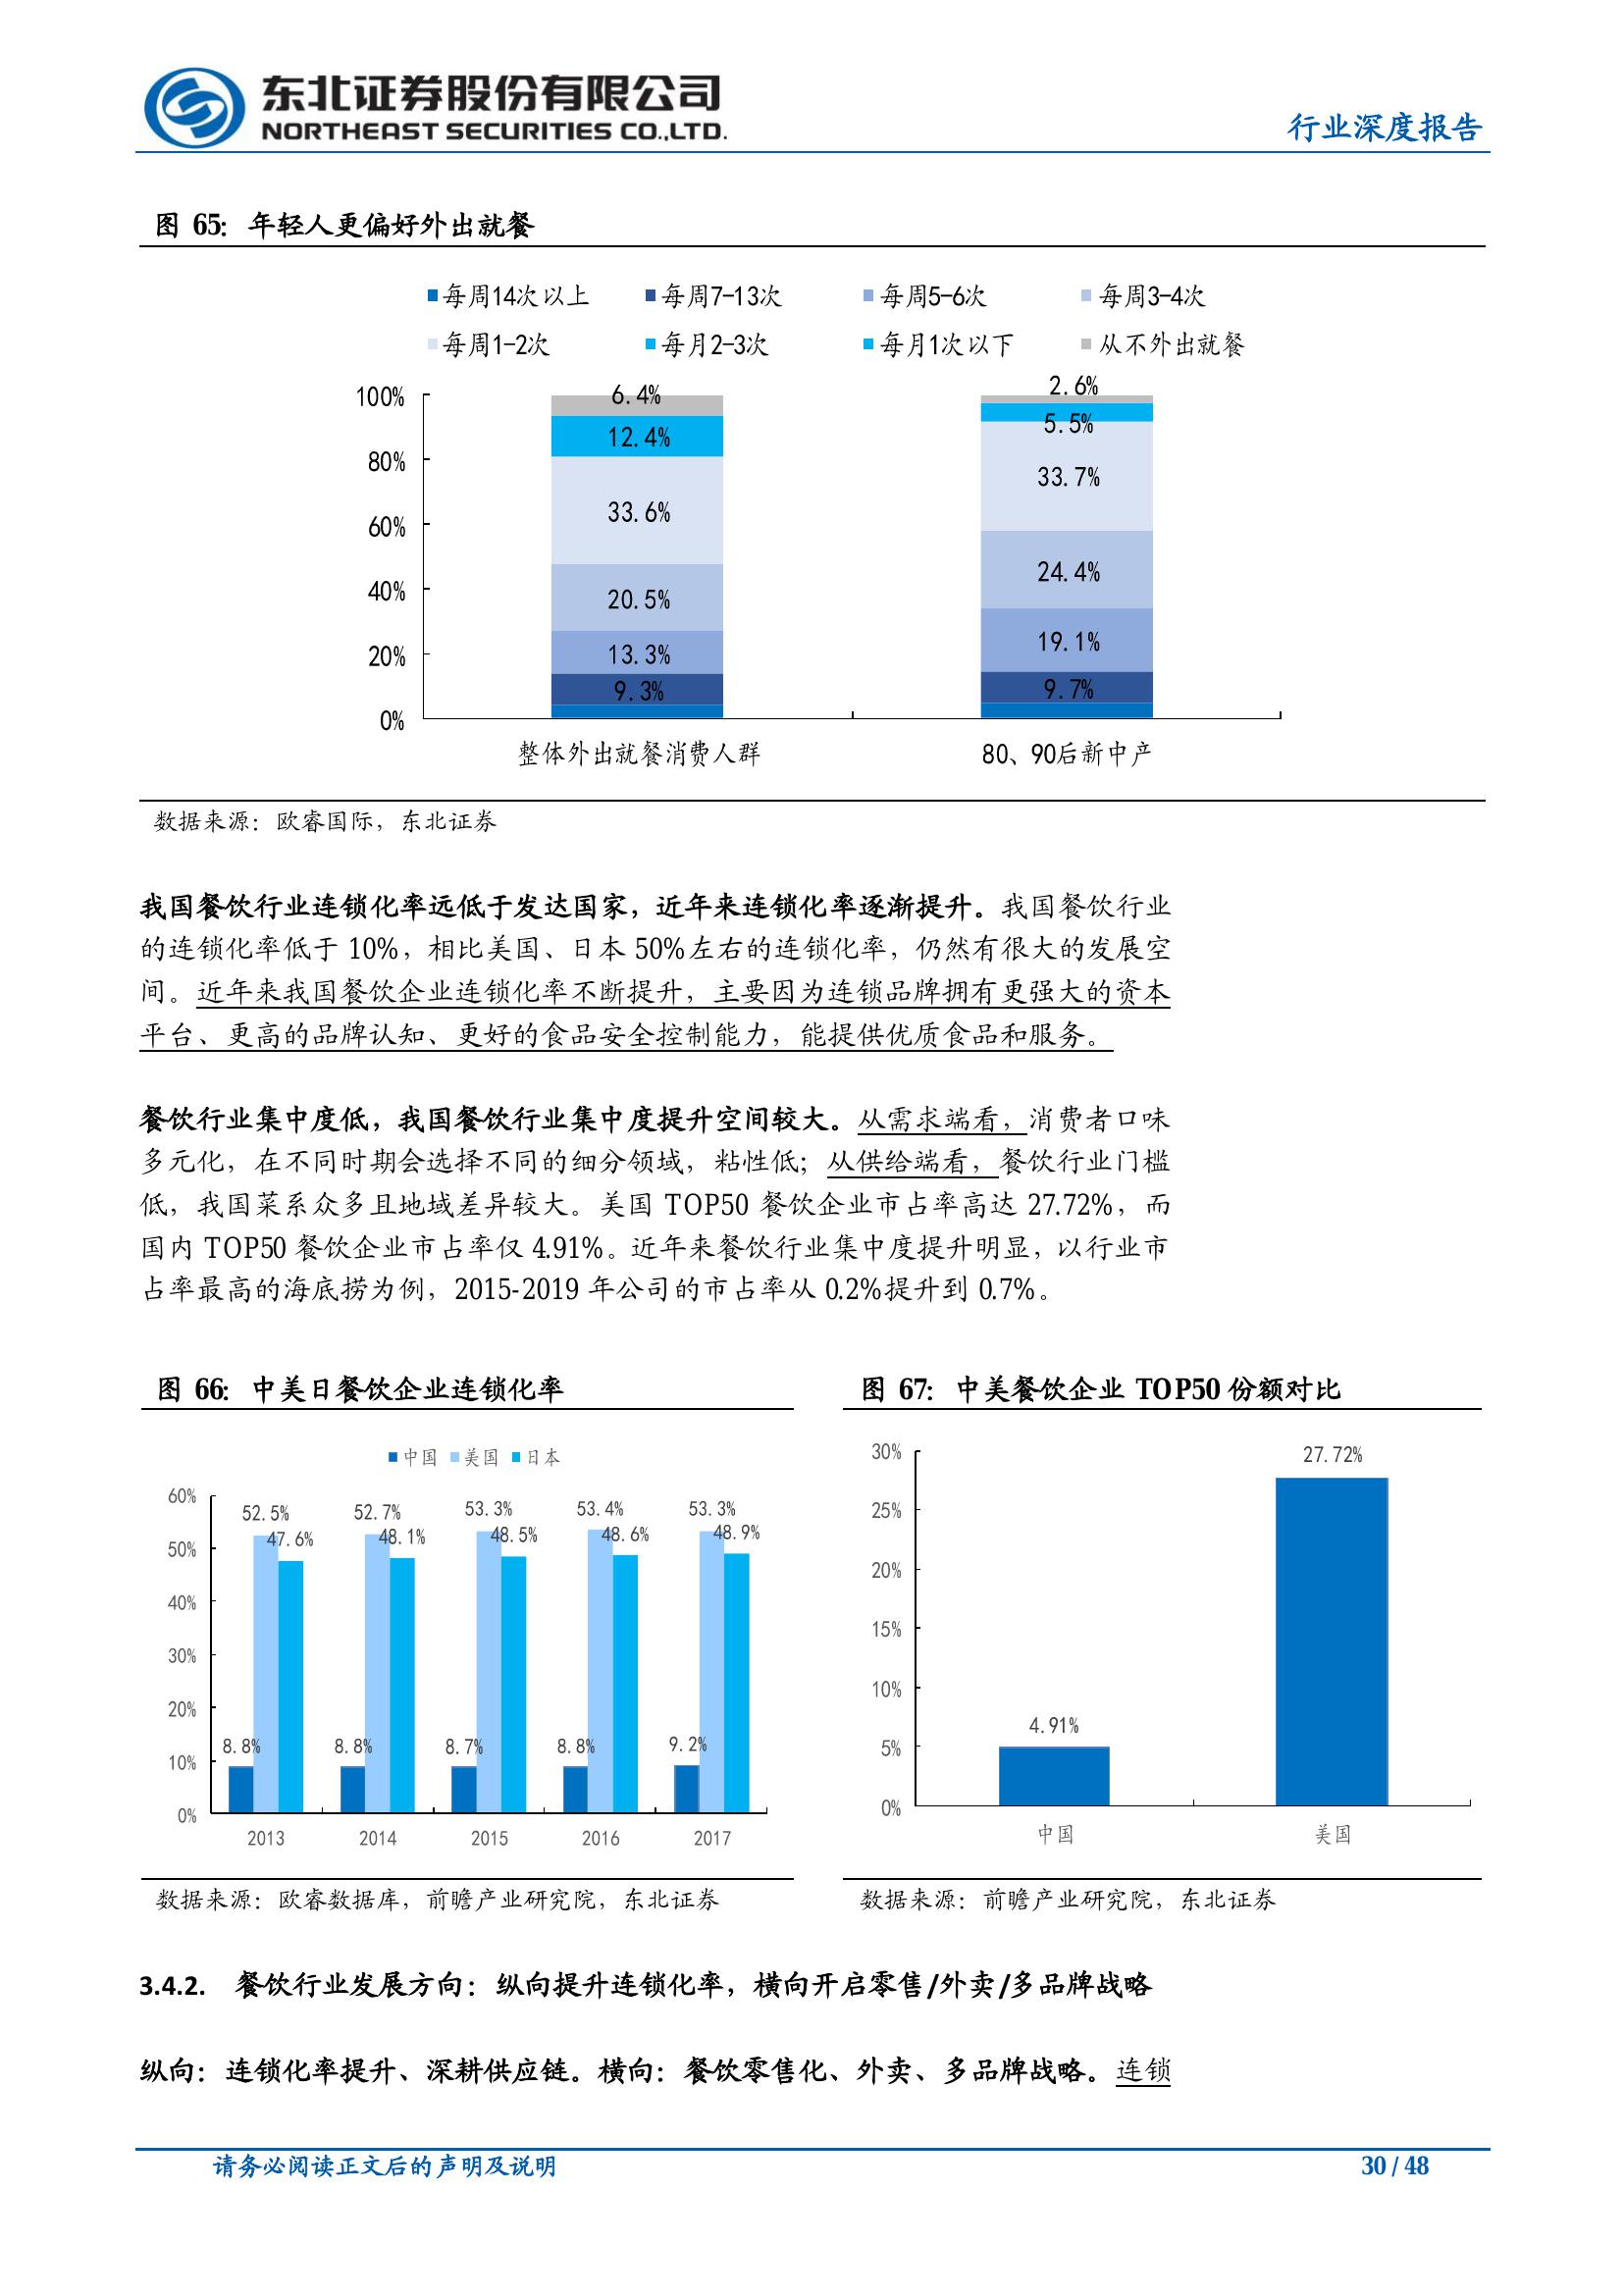 东北证券股份有限公司
NORTHEAST SECURITIES CO.,LTD.
行业深度报告
图 65：年轻人更偏好外出就餐
每周14次以上 每周7-13次 每周5-6次 每周3-4次
每周1-2次 每月2-3次 每月1次以下 从不外出就餐
100%
80%
60%
40%
20%
0%
6.4%
12.4%
33.6%
20.5%
13.3%
9.3%
2.6%
5.5%
33.7%
24.4%
19.1%
9.7%
整体外出就餐消费人群 80、90后新中产
数据来源：欧睿国际，东北证券
我国餐饮行业连锁化率远低于发达国家，近年来连锁化率逐渐提升。我国餐饮行业
的连锁化率低于 10%，相比美国、日本 50%左右的连锁化率，仍然有很大的发展空
间。近年来我国餐饮企业连锁化率不断提升，主要因为连锁品牌拥有更强大的资本
平台、更高的品牌认知、更好的食品安全控制能力，能提供优质食品和服务。
餐饮行业集中度低，我国餐饮行业集中度提升空间较大。从需求端看，消费者口味
多元化，在不同时期会选择不同的细分领域，粘性低；从供给端看，餐饮行业门槛
低，我国菜系众多且地域差异较大。美国 TOP50 餐饮企业市占率高达 27.72%，而
国内 TOP50 餐饮企业市占率仅 4.91%。近年来餐饮行业集中度提升明显，以行业市
占率最高的海底捞为例，2015-2019 年公司的市占率从 0.2%提升到 0.7%。
图 66：中美日餐饮企业连锁化率
中国 美国 日本
60%
50%
40%
30%
20%
10%
0%
52.5% 52.7% 53.3% 53.4% 53.3%
47.6% 48.1% 48.5% 48.6% 48.9%
8.8% 8.8% 8.7% 8.8% 9.2%
2013 2014 2015 2016 2017
数据来源：欧睿数据库，前瞻产业研究院，东北证券
图 67：中美餐饮企业 TOP50 份额对比
30%
25%
20%
15%
10%
5%
0%
27.72%
4.91%
中国 美国
数据来源：前瞻产业研究院，东北证券
3.4.2. 餐饮行业发展方向：纵向提升连锁化率，横向开启零售/外卖/多品牌战略
纵向：连锁化率提升、深耕供应链。横向：餐饮零售化、外卖、多品牌战略。连锁
请务必阅读正文后的声明及说明
30 / 48